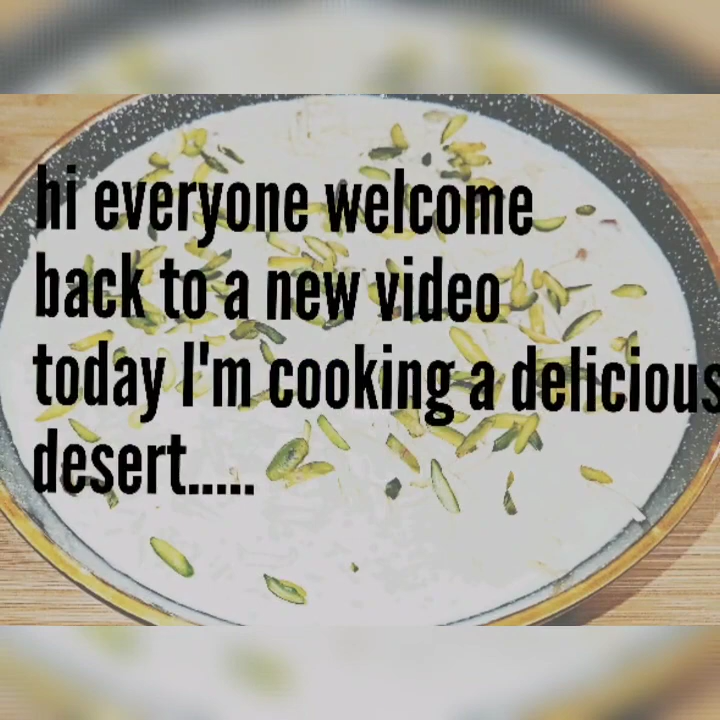 hi everyone welcome
back to a new video
today I'm cooking a delicious
desert.....